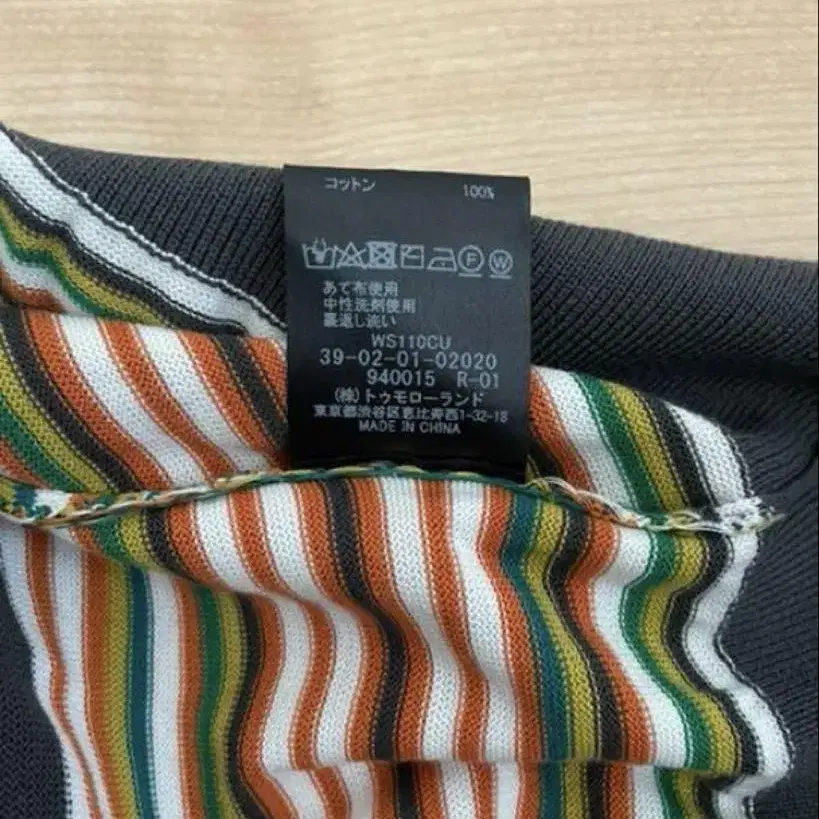 コットン 100%
F W
あて布使用
中性洗剤使用
裏返し洗い
WS110CU
39-02-01-02020
940015 R-01
(株)トゥモローランド
東京都渋谷区恵比寿西1-32-18
MADE IN CHINA